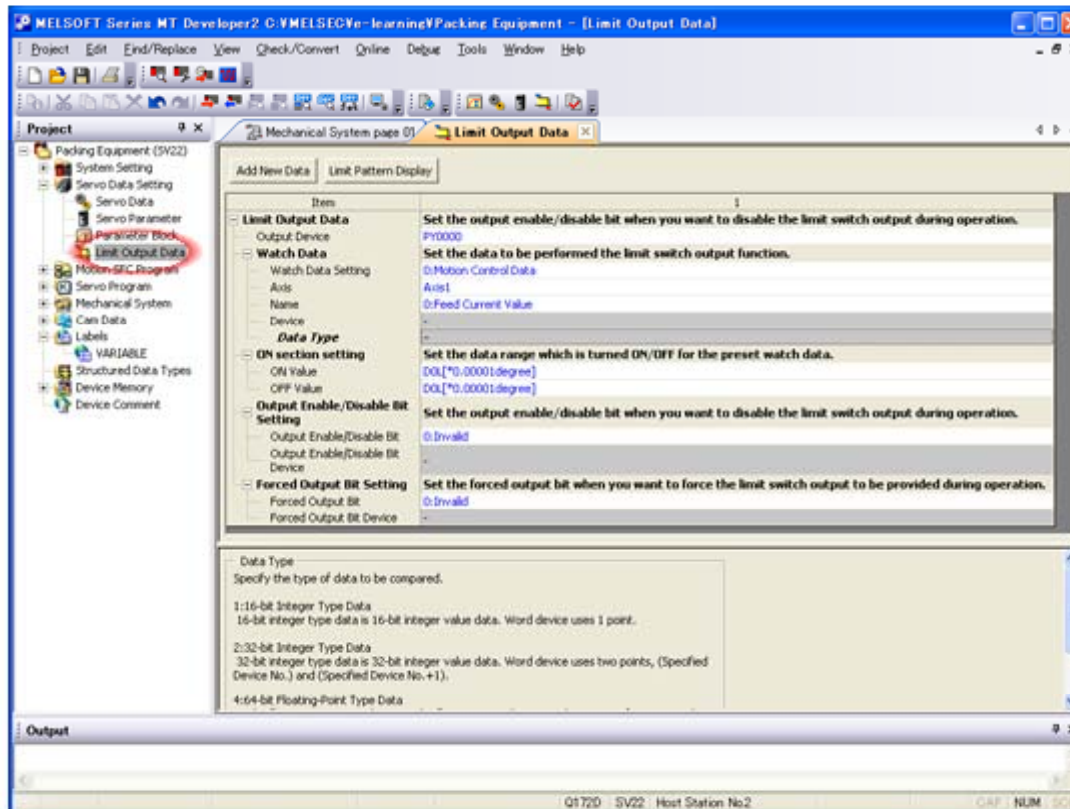 MELSOFT Series MT Developer2 C:¥MELSEC¥e-learning¥Packing Equipment - [Limit Output Data]
Project Edit Find/Replace View Check/Convert Online Debug Tools Window Help
Project
Mechanical System page 01
Limit Output Data
Packing Equipment (SV22)
System Setting
Servo Data Setting
Servo Data
Servo Parameter
Parameter Block
Limit Output Data
Motion SFC Program
Servo Program
Mechanical System
Cam Data
Labels
VARIABLE
Structured Data Types
Device Memory
Device Comment
Add New Data Limit Pattern Display
Item 1
Limit Output Data Set the output enable/disable bit when you want to disable the limit switch output during operation.
Output Device PY0000
Watch Data Set the data to be performed the limit switch output function.
Watch Data Setting 0:Motion Control Data
Axis Axis1
Name 0:Feed Current Value
Device -
Data Type -
ON section setting Set the data range which is turned ON/OFF for the preset watch data.
ON Value D0L[*0.00001degree]
OFF Value D0L[*0.00001degree]
Output Enable/Disable Bit Setting Set the output enable/disable bit when you want to disable the limit switch output during operation.
Output Enable/Disable Bit 0:Invalid
Output Enable/Disable Bit Device -
Forced Output Bit Setting Set the forced output bit when you want to force the limit switch output to be provided during operation.
Forced Output Bit 0:Invalid
Forced Output Bit Device -
Data Type
Specify the type of data to be compared.
1:16-bit Integer Type Data
16-bit integer type data is 16-bit integer value data. Word device uses 1 point.
2:32-bit Integer Type Data
32-bit integer type data is 32-bit integer value data. Word device uses two points, (Specified
Device No.) and (Specified Device No.+1).
4:64-bit Floating-Point Type Data
Output
Q172D SV22 Host Station No.2 CAP NUM